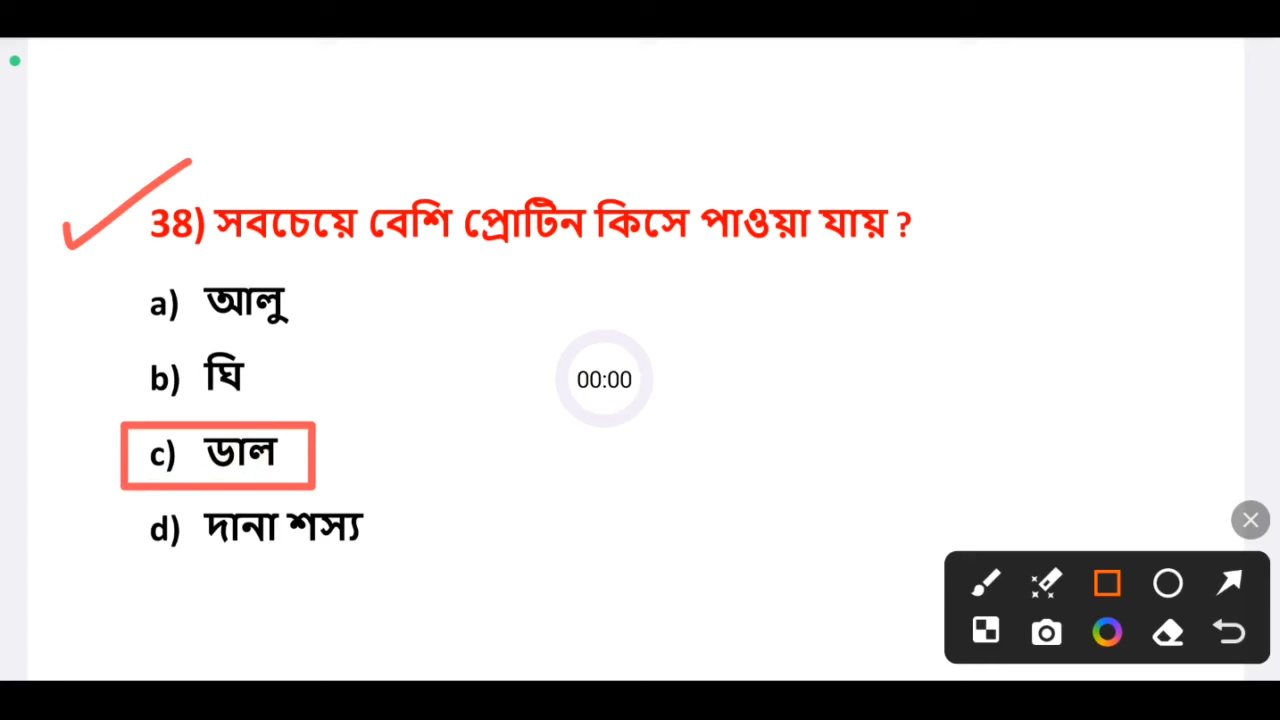 38) সবচেয়ে বেশি প্রোটিন কিসে পাওয়া যায় ?
a) আলু
b) ঘি
00:00
c) ডাল
d) দানা শস্য